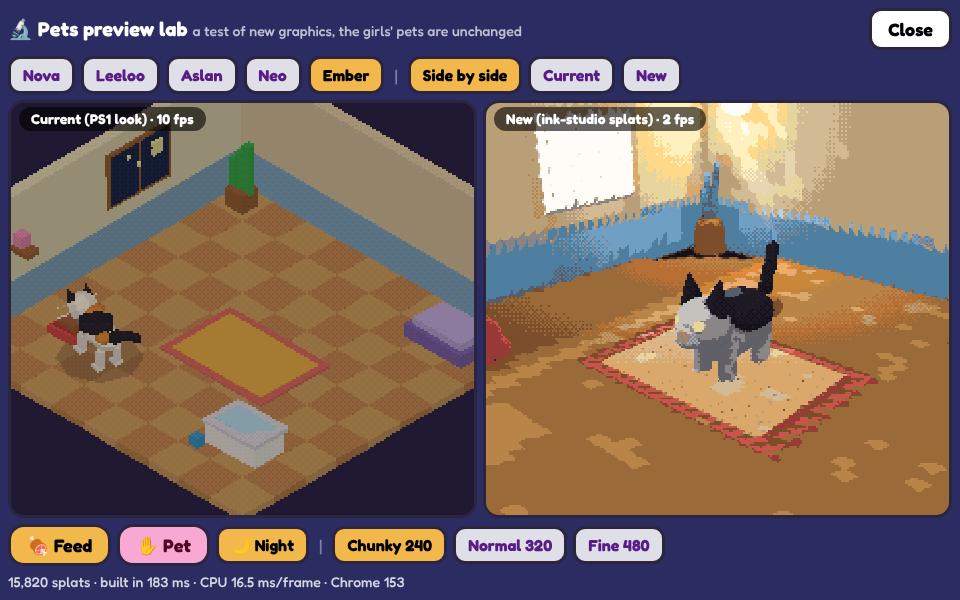 Pets preview lab a test of new graphics, the girls' pets are unchanged
Close
Nova Leeloo Aslan Neo Ember | Side by side Current New
Current (PS1 look) · 10 fps
New (ink-studio splats) · 2 fps
Feed Pet Night | Chunky 240 Normal 320 Fine 480
15,820 splats · built in 183 ms · CPU 16.5 ms/frame · Chrome 153